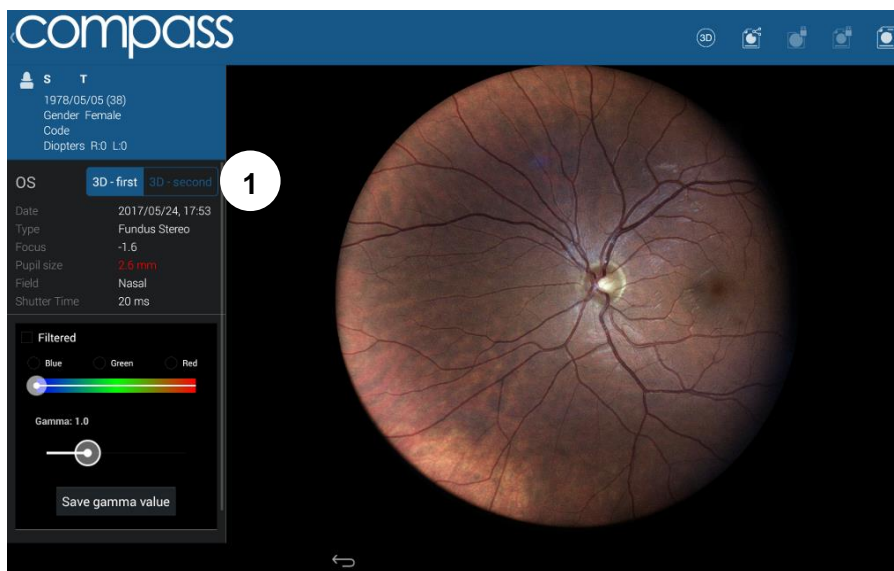 compass
3D
S T
1978/05/05 (38)
Gender Female
Code
Diopters R:0 L:0
OS 3D - first 3D - second 1
Date 2017/05/24, 17:53
Type Fundus Stereo
Focus -1.6
Pupil size 2.6 mm
Field Nasal
Shutter Time 20 ms
Filtered
Blue Green Red
Gamma: 1.0
Save gamma value